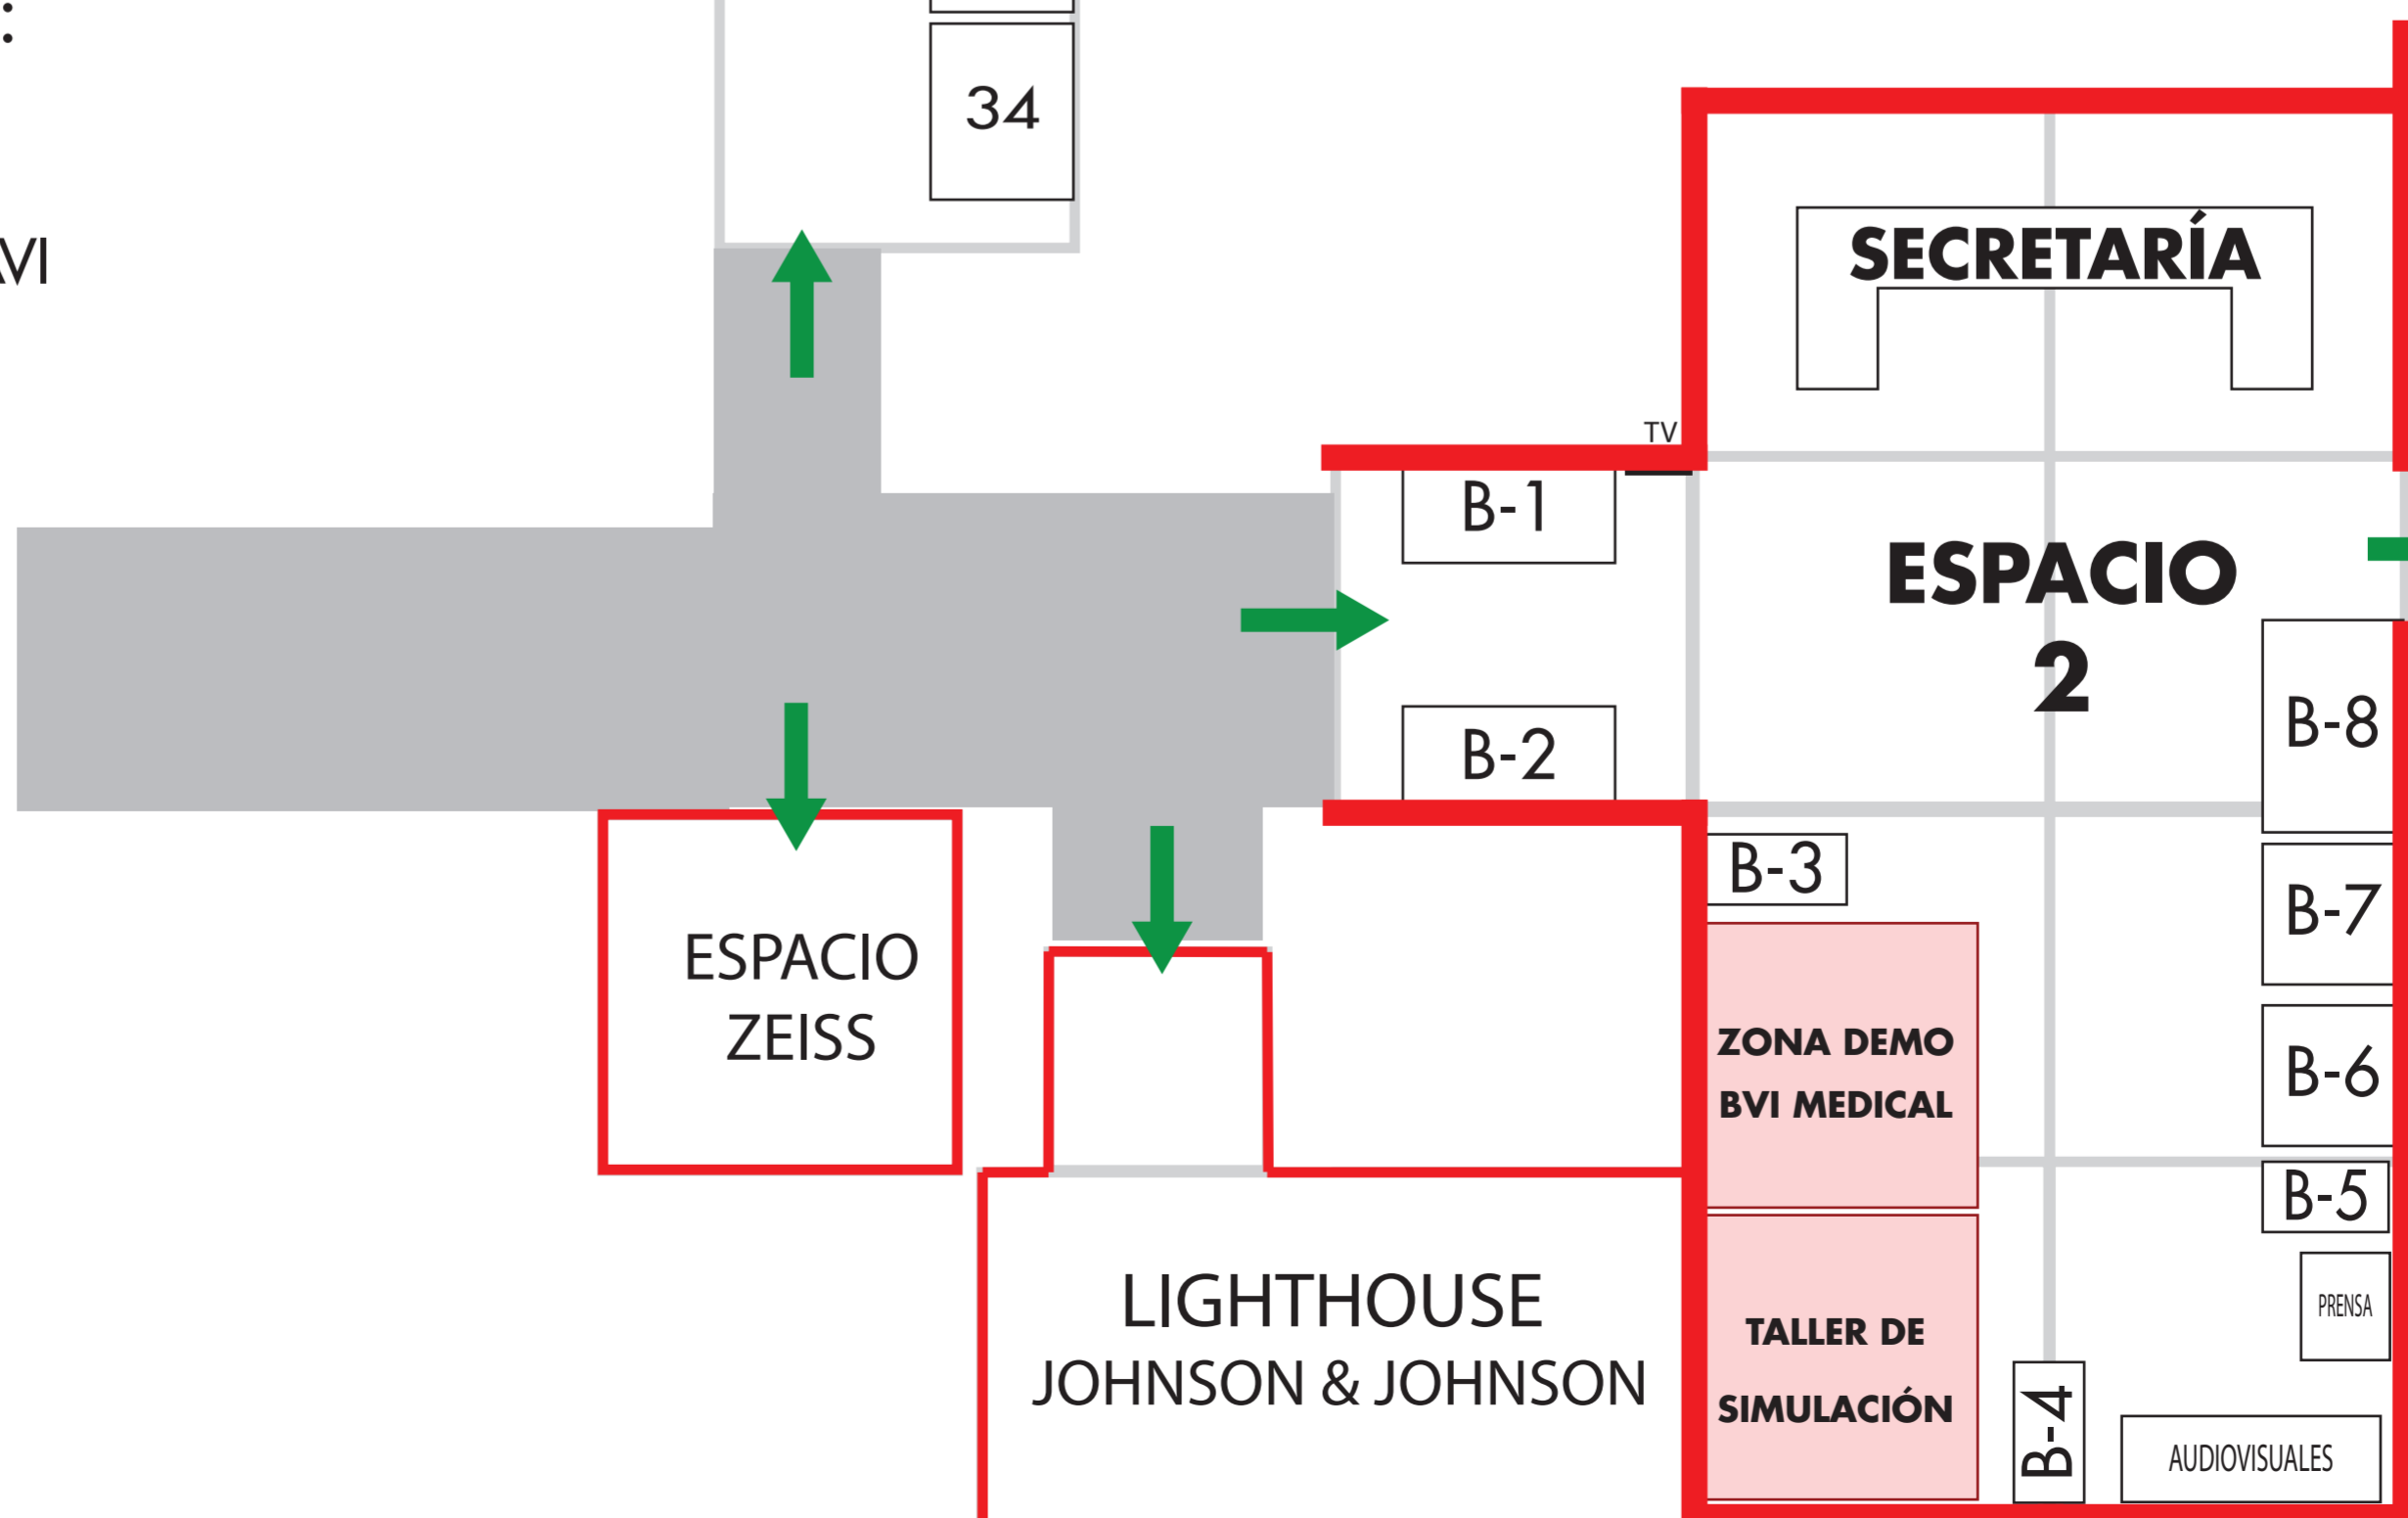 :
34
VI
SECRETARÍA
TV
B-1
ESPACIO
2
B-2
B-8
B-3
B-7
ESPACIO
ZEISS
ZONA DEMO
BVI MEDICAL
B-6
B-5
LIGHTHOUSE
JOHNSON & JOHNSON
TALLER DE
SIMULACIÓN
PRENSA
B-4
AUDIOVISUALES